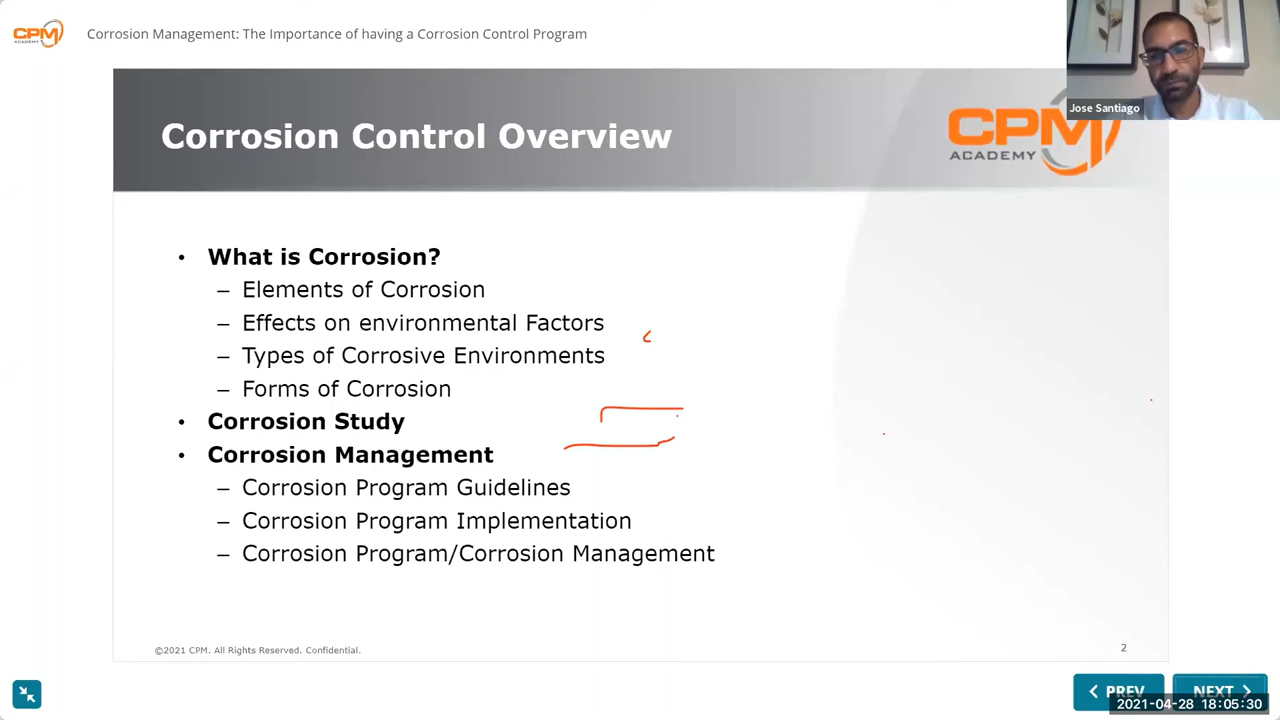 CPM
ACADEMY
Corrosion Management: The Importance of having a Corrosion Control Program
Jose Santiago
Corrosion Control Overview
CPM
ACADEMY
• What is Corrosion?
– Elements of Corrosion
– Effects on environmental Factors
– Types of Corrosive Environments
– Forms of Corrosion
• Corrosion Study
• Corrosion Management
– Corrosion Program Guidelines
– Corrosion Program Implementation
– Corrosion Program/Corrosion Management
©2021 CPM. All Rights Reserved. Confidential.
2
PREV
NEXT
2021-04-28 18:05:30